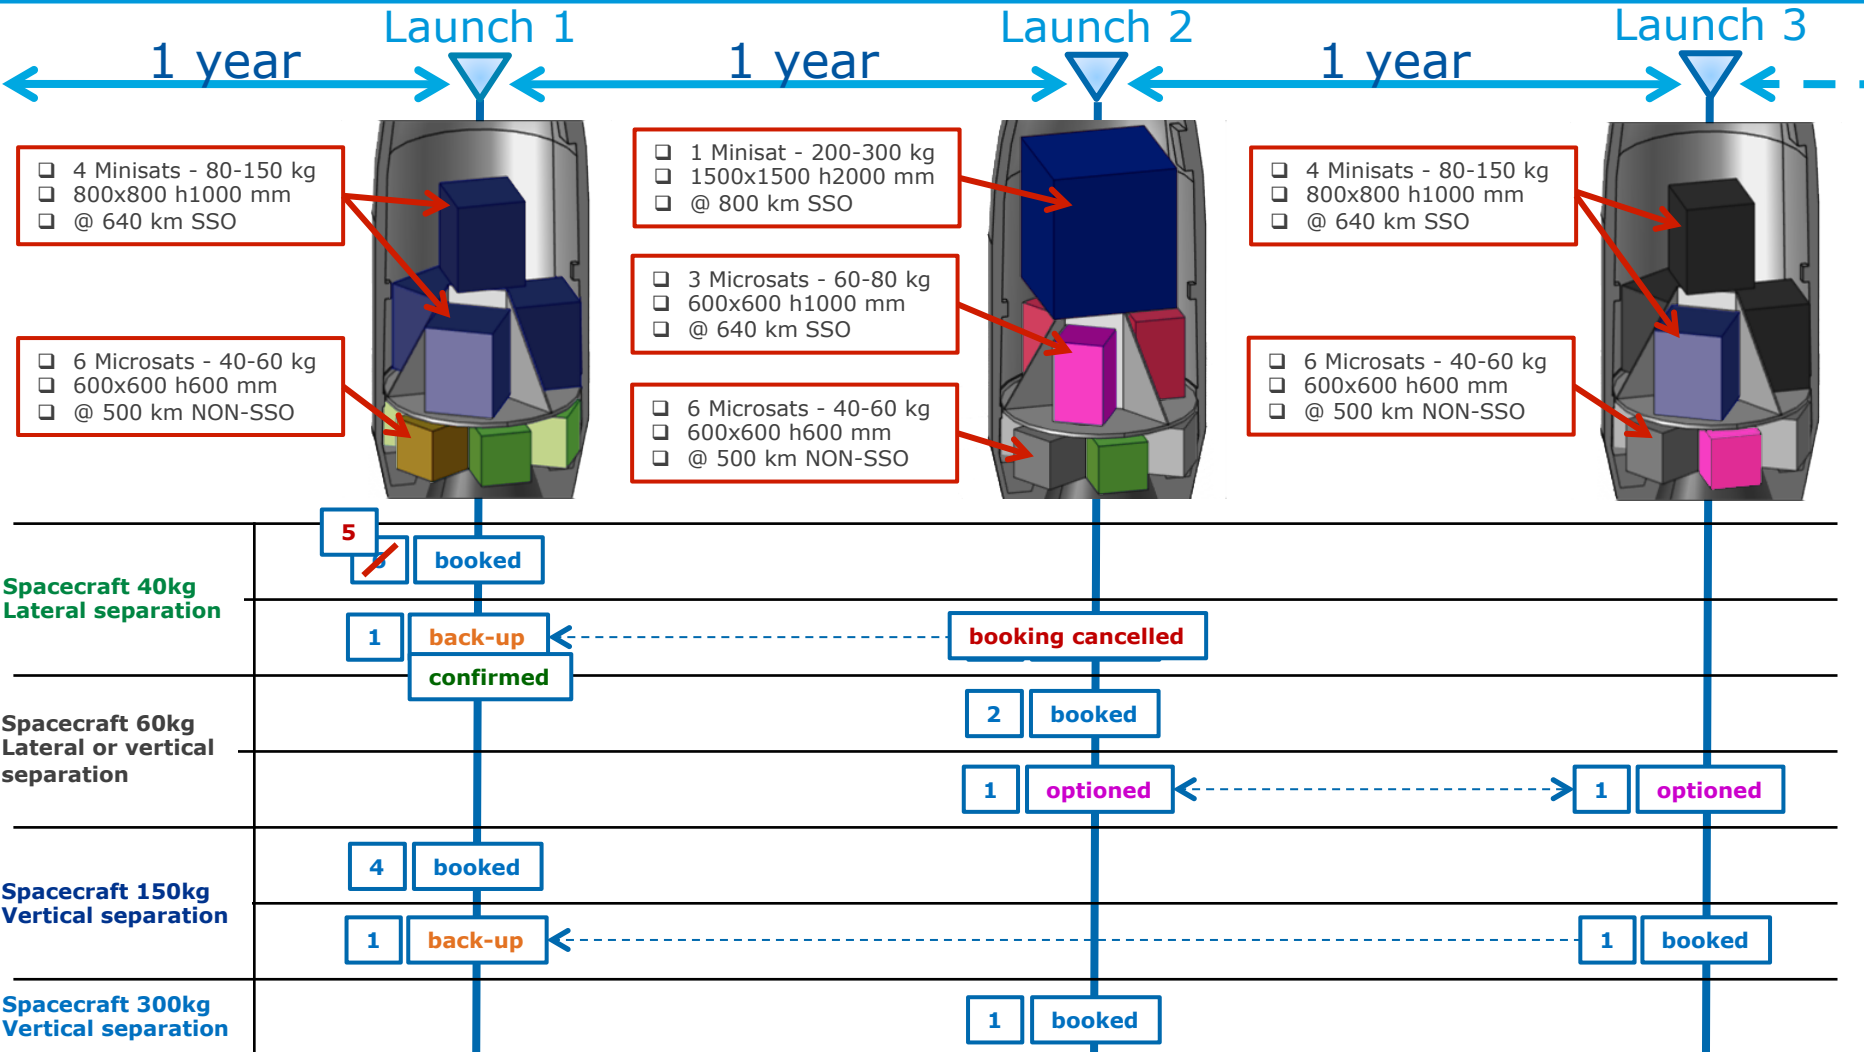 Launch 1
Launch 2
Launch 3
1 year
1 year
1 year
❑ 4 Minisats - 80-150 kg
❑ 800x800 h1000 mm
❑ @ 640 km SSO
❑ 6 Microsats - 40-60 kg
❑ 600x600 h600 mm
❑ @ 500 km NON-SSO
❑ 1 Minisat - 200-300 kg
❑ 1500x1500 h2000 mm
❑ @ 800 km SSO
❑ 3 Microsats - 60-80 kg
❑ 600x600 h1000 mm
❑ @ 640 km SSO
❑ 6 Microsats - 40-60 kg
❑ 600x600 h600 mm
❑ @ 500 km NON-SSO
❑ 4 Minisats - 80-150 kg
❑ 800x800 h1000 mm
❑ @ 640 km SSO
❑ 6 Microsats - 40-60 kg
❑ 600x600 h600 mm
❑ @ 500 km NON-SSO
Spacecraft 40kg
Lateral separation
5
booked
1 back-up
confirmed
booking cancelled
Spacecraft 60kg
Lateral or vertical
separation
2 booked
1 optioned
1 optioned
Spacecraft 150kg
Vertical separation
4 booked
1 back-up
1 booked
Spacecraft 300kg
Vertical separation
1 booked